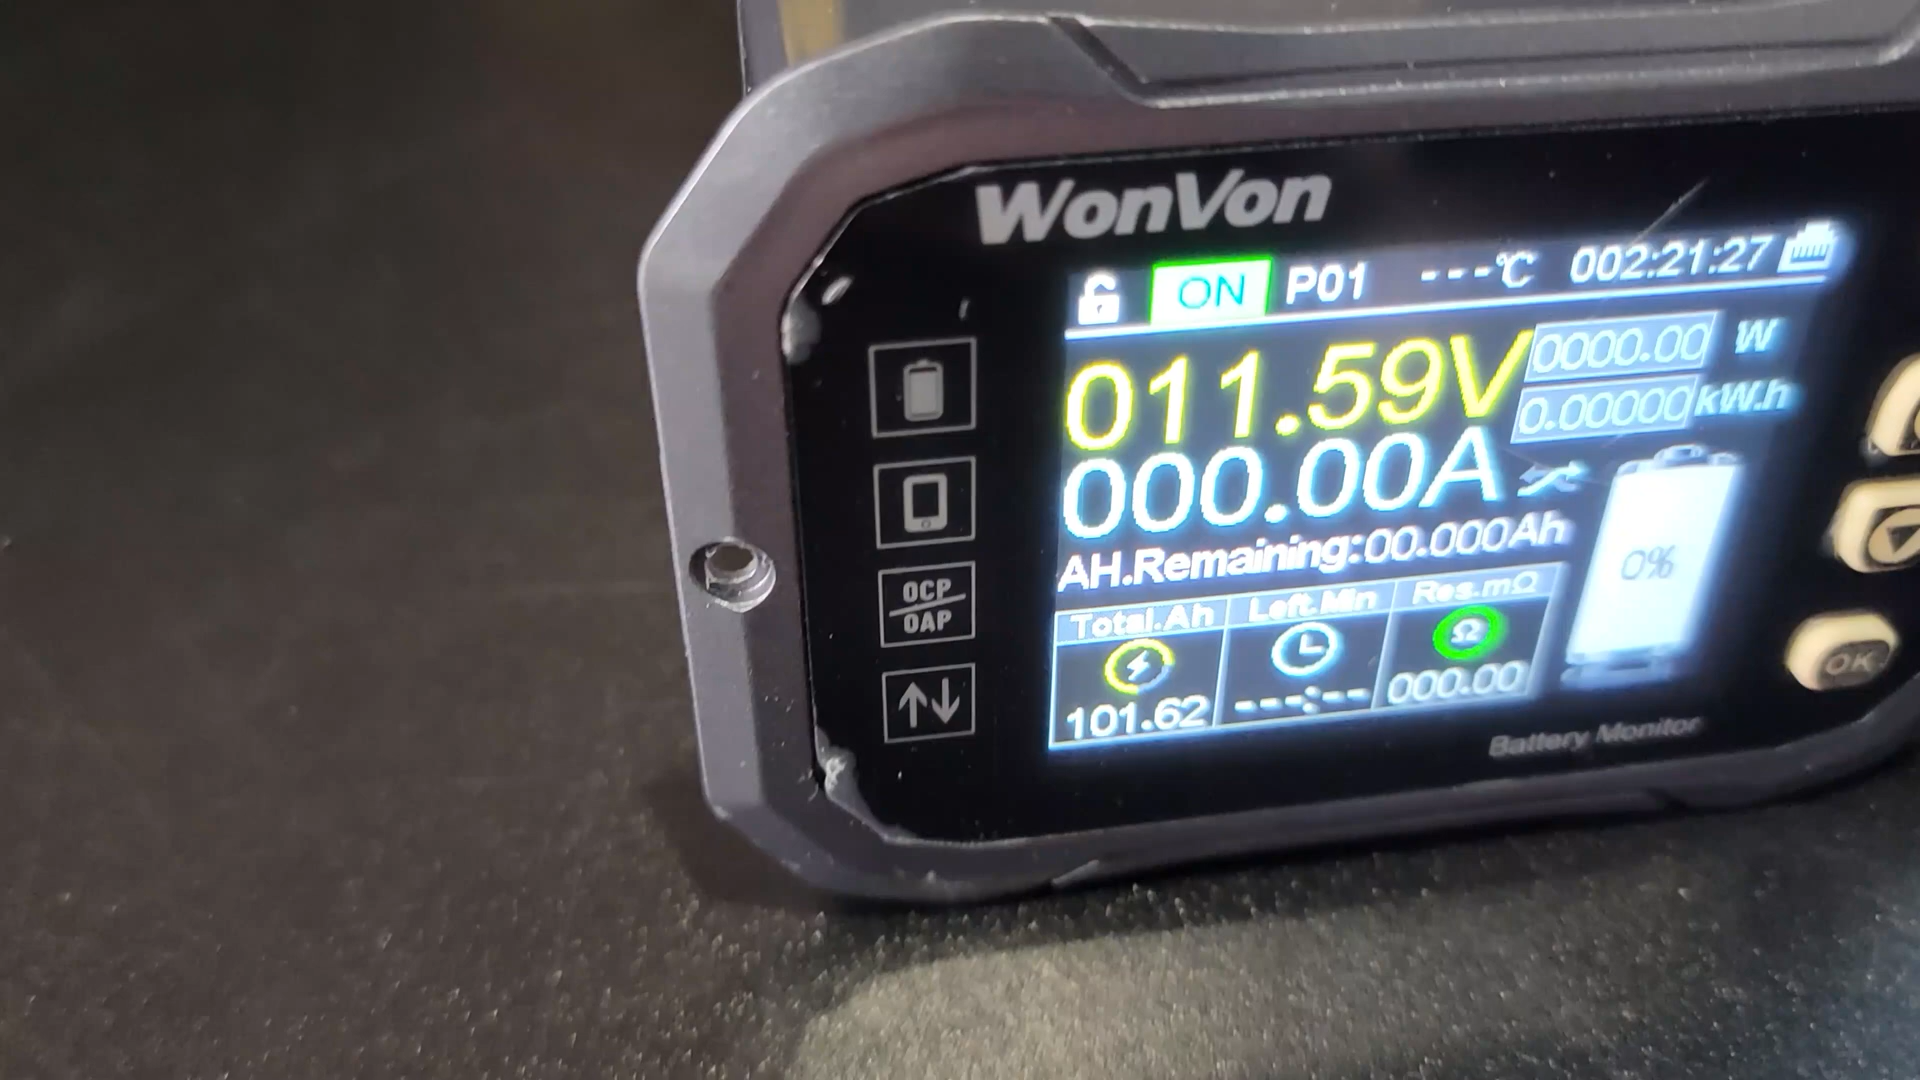 WonVon
ON P01 ---℃ 002:21:27
011.59V 0000.00 W
0.00000 kW.h
000.00A
AH.Remaining:00.000Ah
0%
Total.Ah Left.Min Res.mΩ
Ω
101.62 ---:-- 000.00
OCP
OAP
OK
Battery Monitor